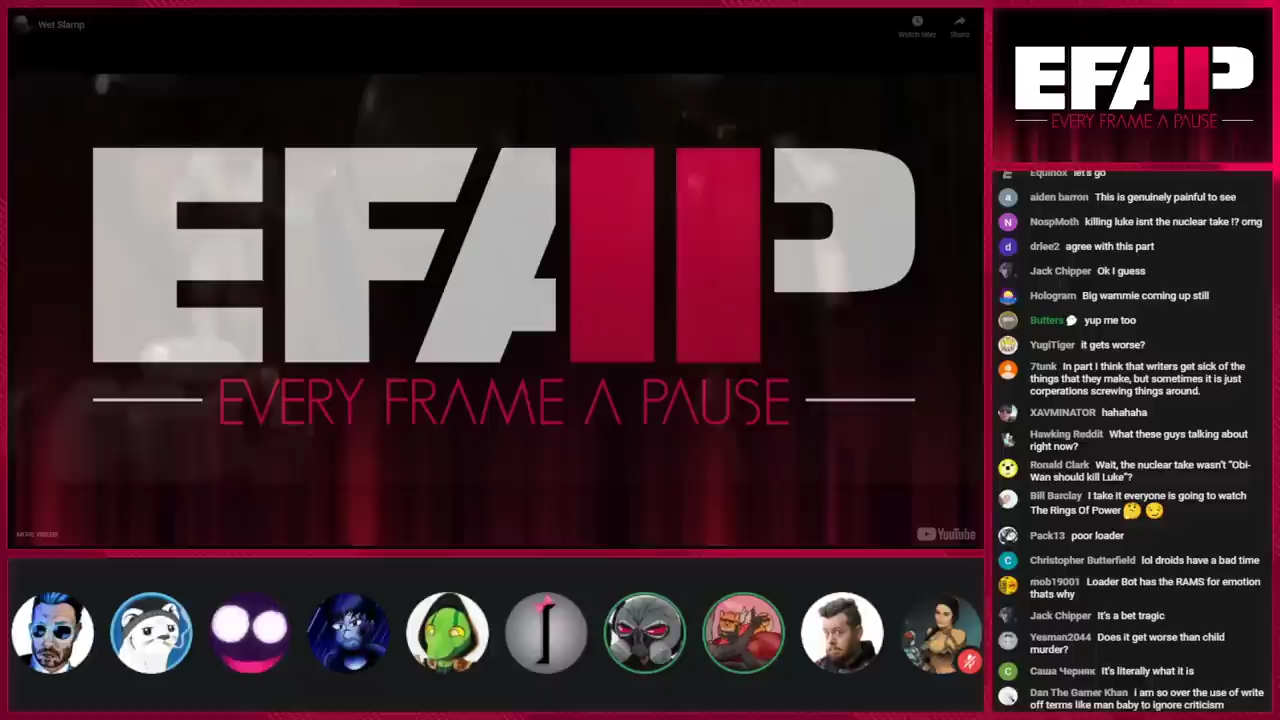 Wet Slamp
Watch later
Share
EFAP
EVERY FRAME A PAUSE
MORE VIDEOS
YouTube
EFAP
EVERY FRAME A PAUSE
Equinox let's go
aiden barron This is genuinely painful to see
NospMoth killing luke isnt the nuclear take !? omg
drlee2 agree with this part
Jack Chipper Ok I guess
Hologram Big wammie coming up still
Butters yup me too
YugiTiger it gets worse?
7tunk In part I think that writers get sick of the
things that they make, but sometimes it is just
corperations screwing things around.
XAVMINATOR hahahaha
Hawking Reddit What these guys talking about
right now?
Ronald Clark Wait, the nuclear take wasn't "Obi-
Wan should kill Luke"?
Bill Barclay I take it everyone is going to watch
The Rings Of Power 🤔 😏
Pack13 poor loader
Christopher Butterfield lol droids have a bad time
mob19001 Loader Bot has the RAMS for emotion
thats why
Jack Chipper It's a bet tragic
Yesman2044 Does it get worse than child
murder?
Саша Черняк It's literally what it is
Dan The Gamer Khan i am so over the use of write
off terms like man baby to ignore criticism